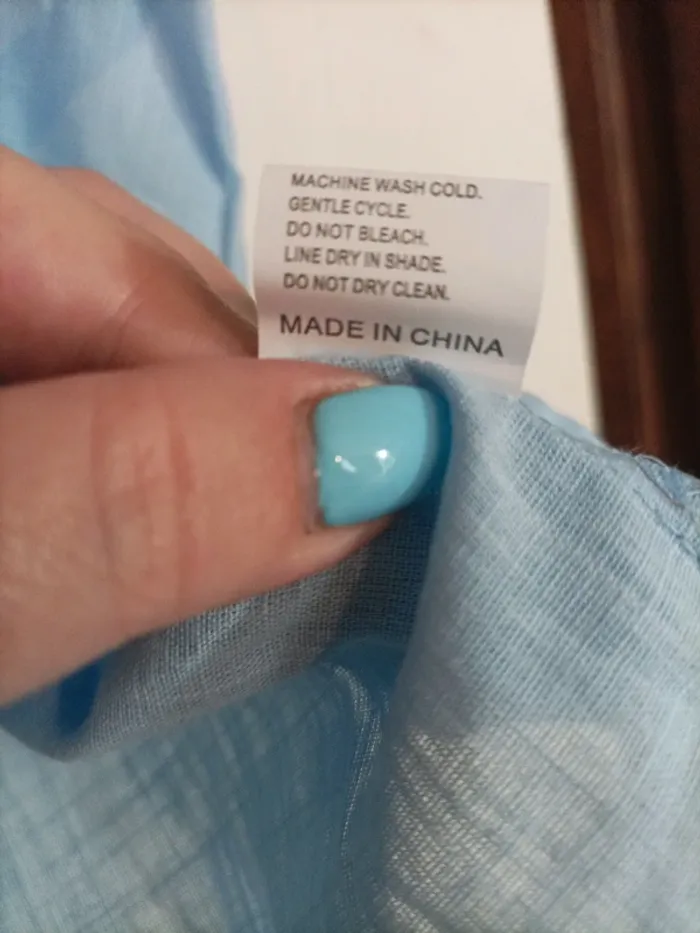 MACHINE WASH COLD.
GENTLE CYCLE.
DO NOT BLEACH.
LINE DRY IN SHADE.
DO NOT DRY CLEAN.
MADE IN CHINA